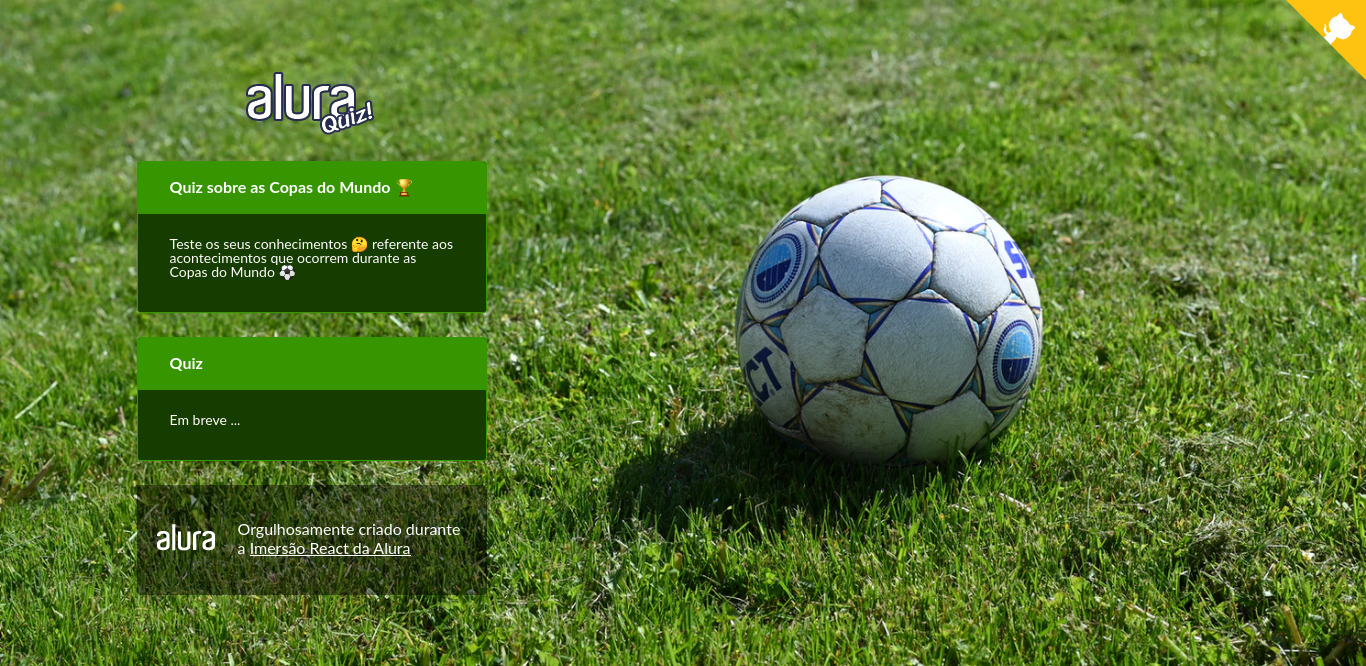 alura
Quiz!
Quiz sobre as Copas do Mundo 🏆
Teste os seus conhecimentos 🤔 referente aos
acontecimentos que ocorrem durante as
Copas do Mundo ⚽
Quiz
Em breve ...
alura
Orgulhosamente criado durante
a Imersão React da Alura
CT